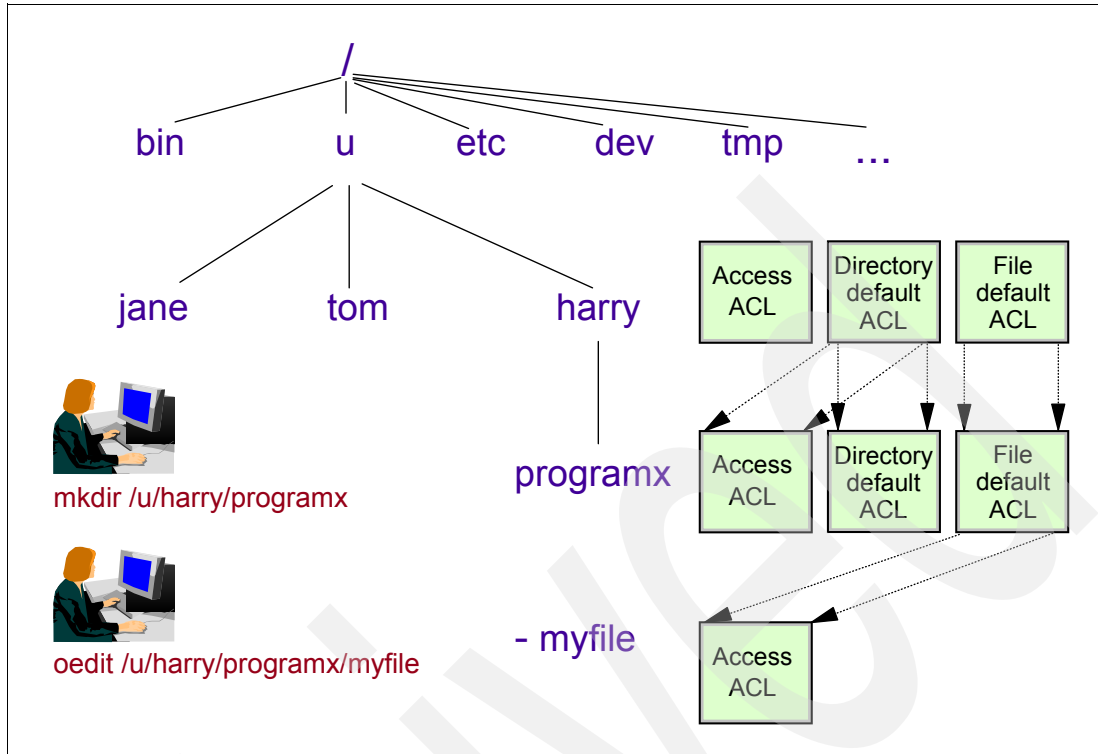 /
bin u etc dev tmp ...
Access ACL
Directory default ACL
File default ACL
jane tom harry
programx
Access ACL
Directory default ACL
File default ACL
mkdir /u/harry/programx
- myfile
Access ACL
oedit /u/harry/programx/myfile